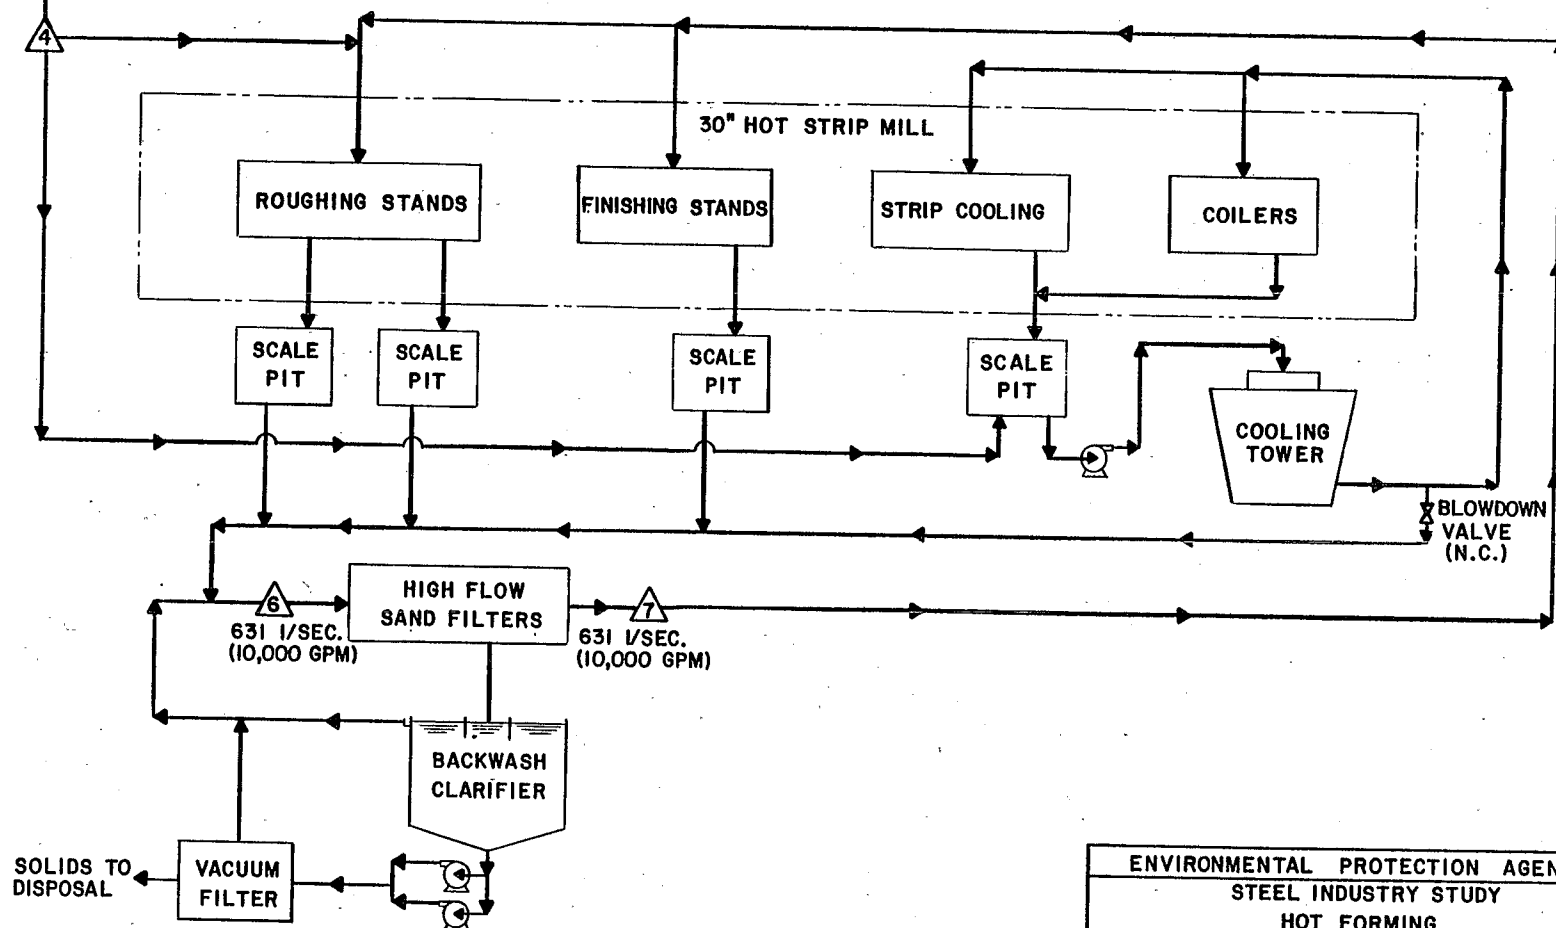 4
30" HOT STRIP MILL
ROUGHING STANDS
FINISHING STANDS
STRIP COOLING
COILERS
SCALE
PIT
SCALE
PIT
SCALE
PIT
SCALE
PIT
COOLING
TOWER
BLOWDOWN
VALVE
(N.C.)
6
631 l/SEC.
(10,000 GPM)
HIGH FLOW
SAND FILTERS
7
631 l/SEC.
(10,000 GPM)
BACKWASH
CLARIFIER
SOLIDS TO
DISPOSAL
VACUUM
FILTER
ENVIRONMENTAL PROTECTION AGEN
STEEL INDUSTRY STUDY
HOT FORMING